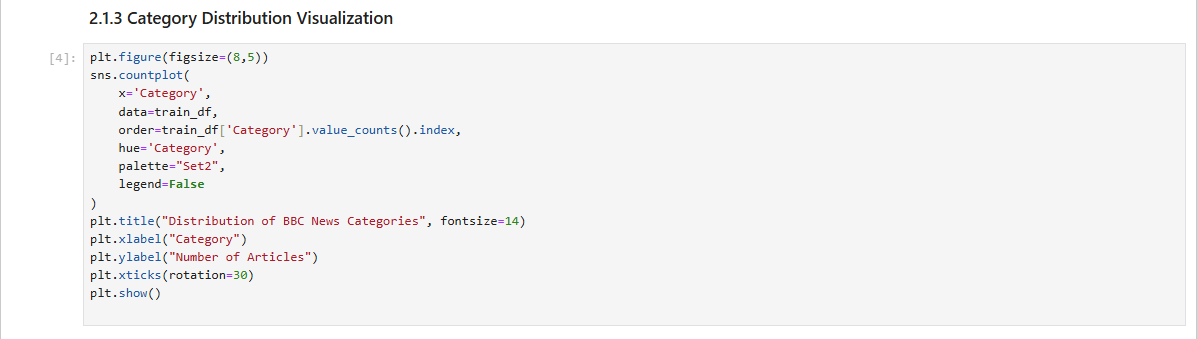 2.1.3 Category Distribution Visualization
[4]: plt.figure(figsize=(8,5))
sns.countplot(
    x='Category',
    data=train_df,
    order=train_df['Category'].value_counts().index,
    hue='Category',
    palette="Set2",
    legend=False
)
plt.title("Distribution of BBC News Categories", fontsize=14)
plt.xlabel("Category")
plt.ylabel("Number of Articles")
plt.xticks(rotation=30)
plt.show()